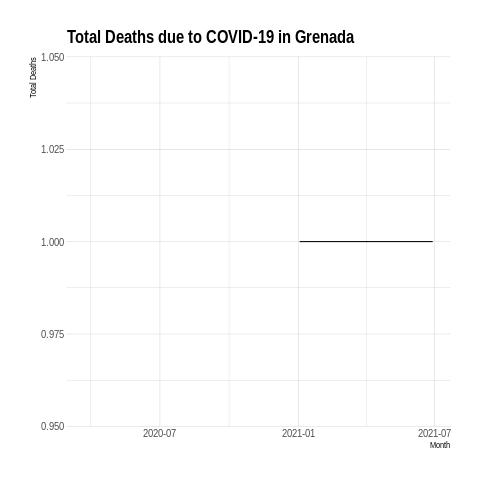 Total Deaths due to COVID-19 in Grenada
Total Deaths
1.050
1.025
1.000
0.975
0.950
2020-07 2021-01 2021-07
Month